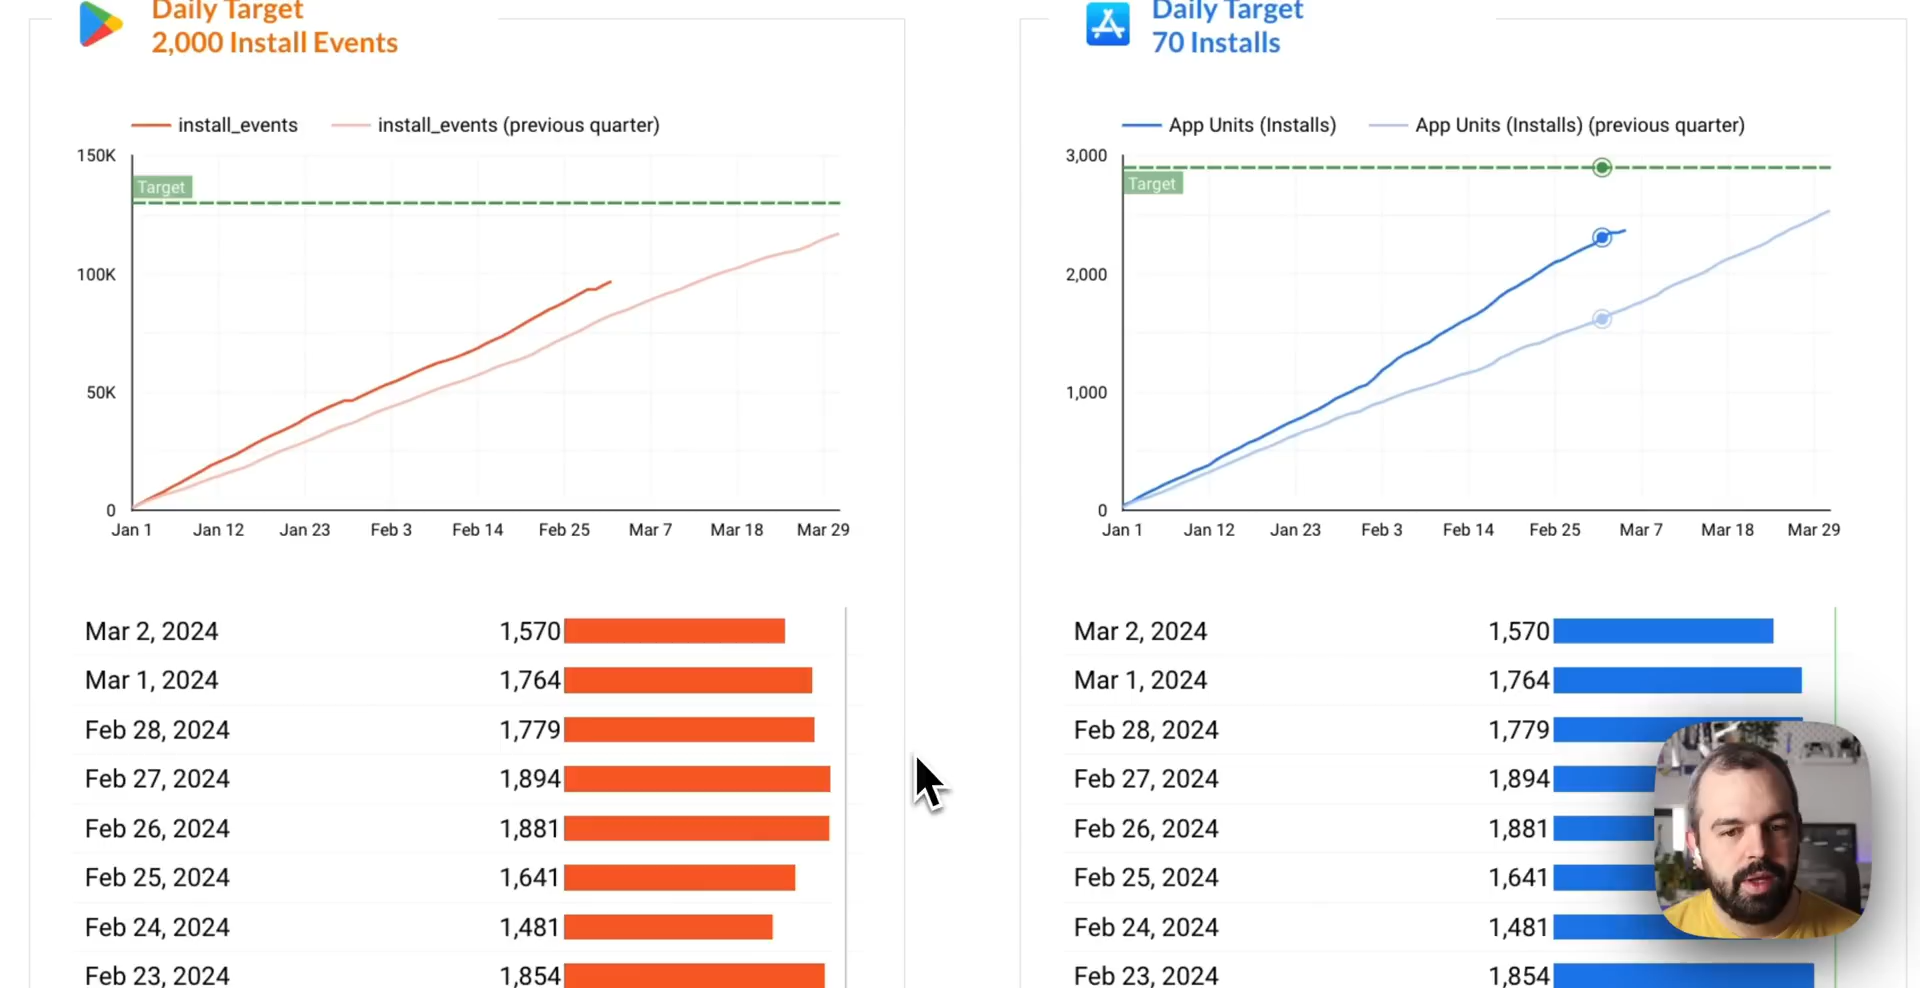 Daily Target
2,000 Install Events
install_events
install_events (previous quarter)
150K
Target
100K
50K
0
Jan 1
Jan 12
Jan 23
Feb 3
Feb 14
Feb 25
Mar 7
Mar 18
Mar 29
Mar 2, 2024 1,570
Mar 1, 2024 1,764
Feb 28, 2024 1,779
Feb 27, 2024 1,894
Feb 26, 2024 1,881
Feb 25, 2024 1,641
Feb 24, 2024 1,481
Feb 23, 2024 1,854
Daily Target
70 Installs
App Units (Installs)
App Units (Installs) (previous quarter)
3,000
Target
2,000
1,000
0
Jan 1
Jan 12
Jan 23
Feb 3
Feb 14
Feb 25
Mar 7
Mar 18
Mar 29
Mar 2, 2024 1,570
Mar 1, 2024 1,764
Feb 28, 2024 1,779
Feb 27, 2024 1,894
Feb 26, 2024 1,881
Feb 25, 2024 1,641
Feb 24, 2024 1,481
Feb 23, 2024 1,854